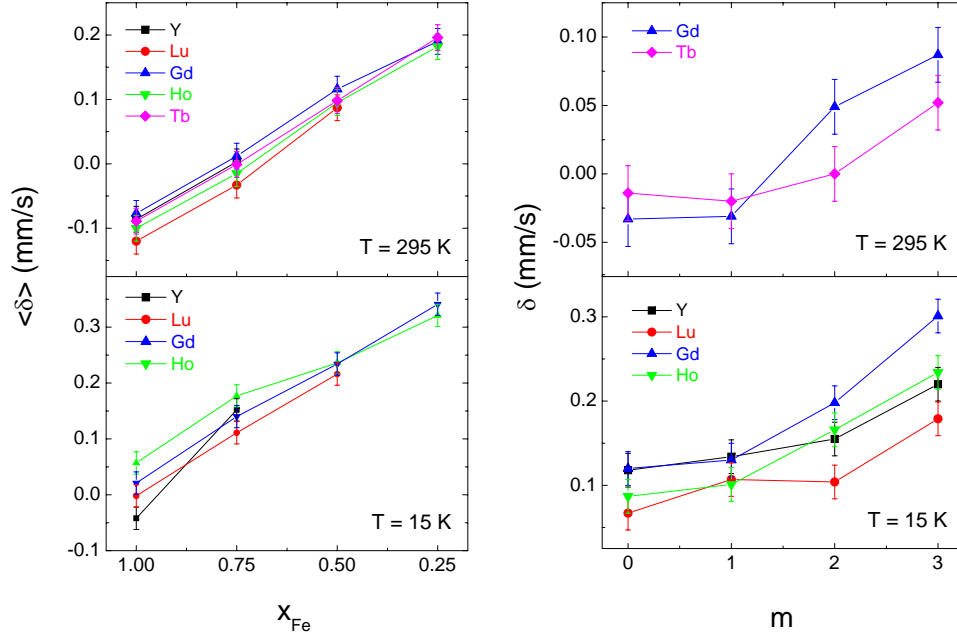 <δ> (mm/s)
0.2
0.1
0.0
-0.1
Y
Lu
Gd
Ho
Tb
T = 295 K
0.3
0.2
0.1
0.0
-0.1
Y
Lu
Gd
Ho
T = 15 K
1.00 0.75 0.50 0.25
x_Fe
δ (mm/s)
0.10
0.05
0.00
-0.05
Gd
Tb
T = 295 K
0.3
0.2
0.1
Y
Lu
Gd
Ho
T = 15 K
0 1 2 3
m